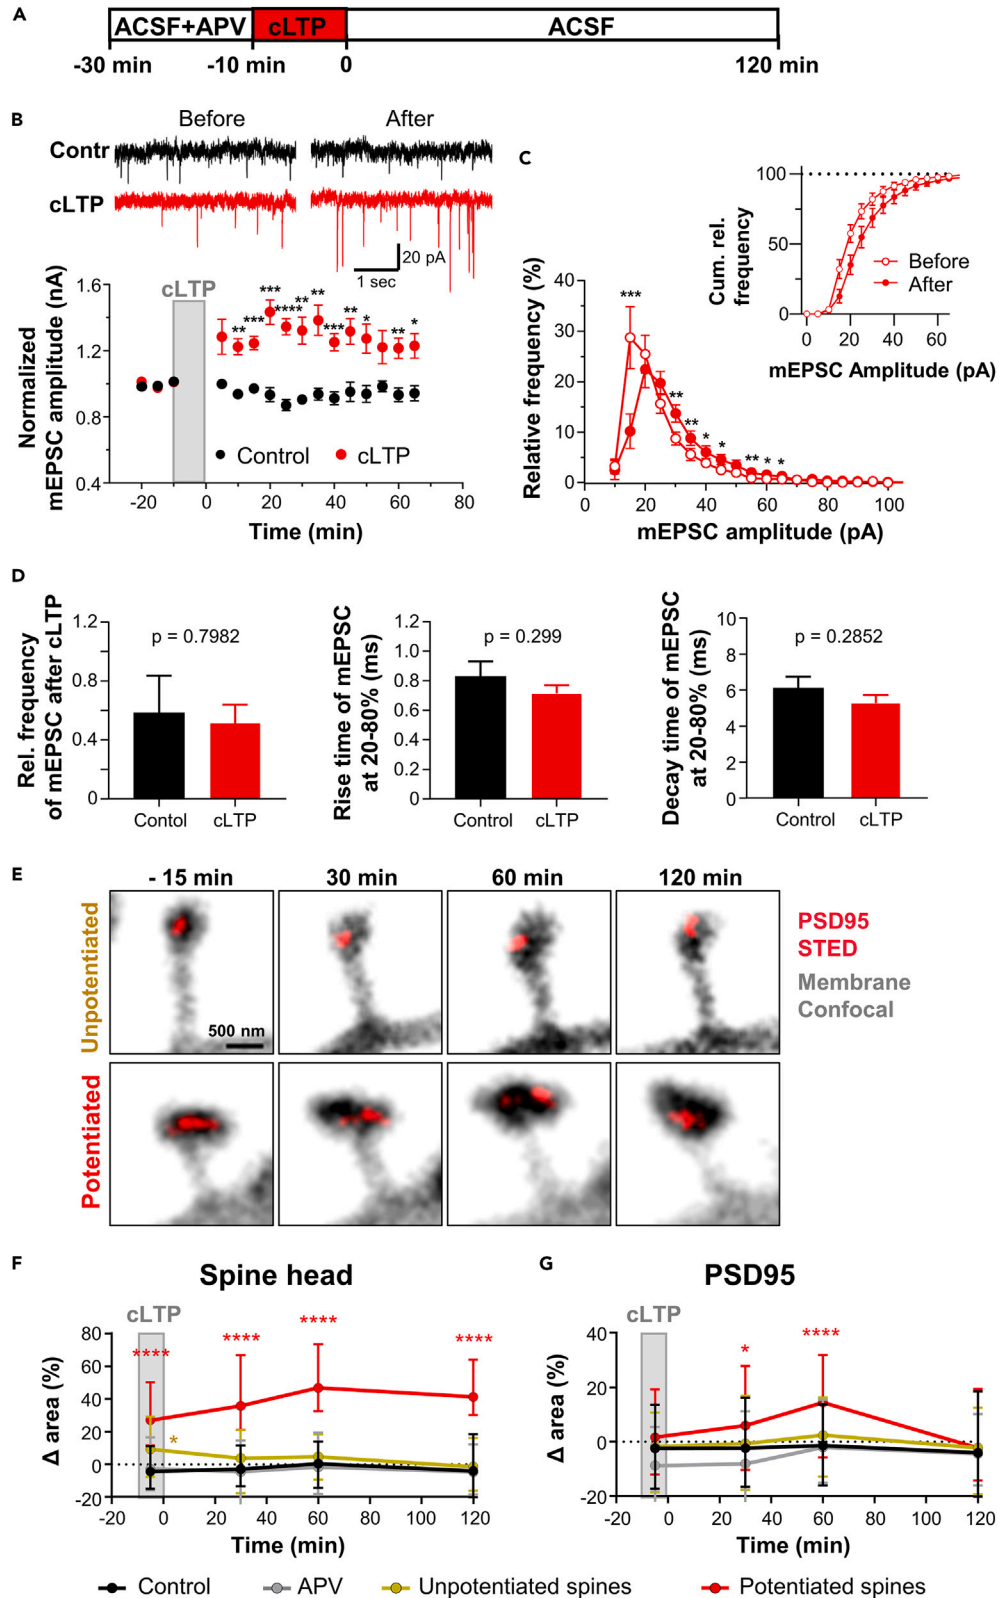 A
ACSF+APV cLTP ACSF
-30 min -10 min 0 120 min
B
Before After
Contr
cLTP
20 pA
1 sec
Normalized
mEPSC amplitude (nA)
1.6
1.2
0.8
0.4
cLTP
*** **** ** ** ** *
** *** *** ** *
Control cLTP
-20 0 20 40 60 80
Time (min)
C
Cum. rel.
frequency
100
50
0
Before
After
0 20 40 60
mEPSC Amplitude (pA)
Relative frequency (%)
40
30
20
10
0
***
**
**
* *
** * *
0 20 40 60 80 100
mEPSC amplitude (pA)
D
Rel. frequency
of mEPSC after cLTP
1.2
0.8
0.4
0
p = 0.7982
Contol cLTP
Rise time of mEPSC
at 20-80% (ms)
1.2
1.0
0.8
0.6
0.4
0.2
0
p = 0.299
Control cLTP
Decay time of mEPSC
at 20-80% (ms)
10
8
6
4
2
0
p = 0.2852
Control cLTP
E
- 15 min 30 min 60 min 120 min
Unpotentiated
500 nm
PSD95
STED
Membrane
Confocal
Potentiated
F
Spine head
cLTP
**** **** **** ****
*
Δ area (%)
80
60
40
20
0
-20
-20 0 20 40 60 80 100 120
Time (min)
G
PSD95
cLTP
* ****
Δ area (%)
40
20
0
-20
-20 0 20 40 60 80 100 120
Time (min)
Control APV Unpotentiated spines Potentiated spines